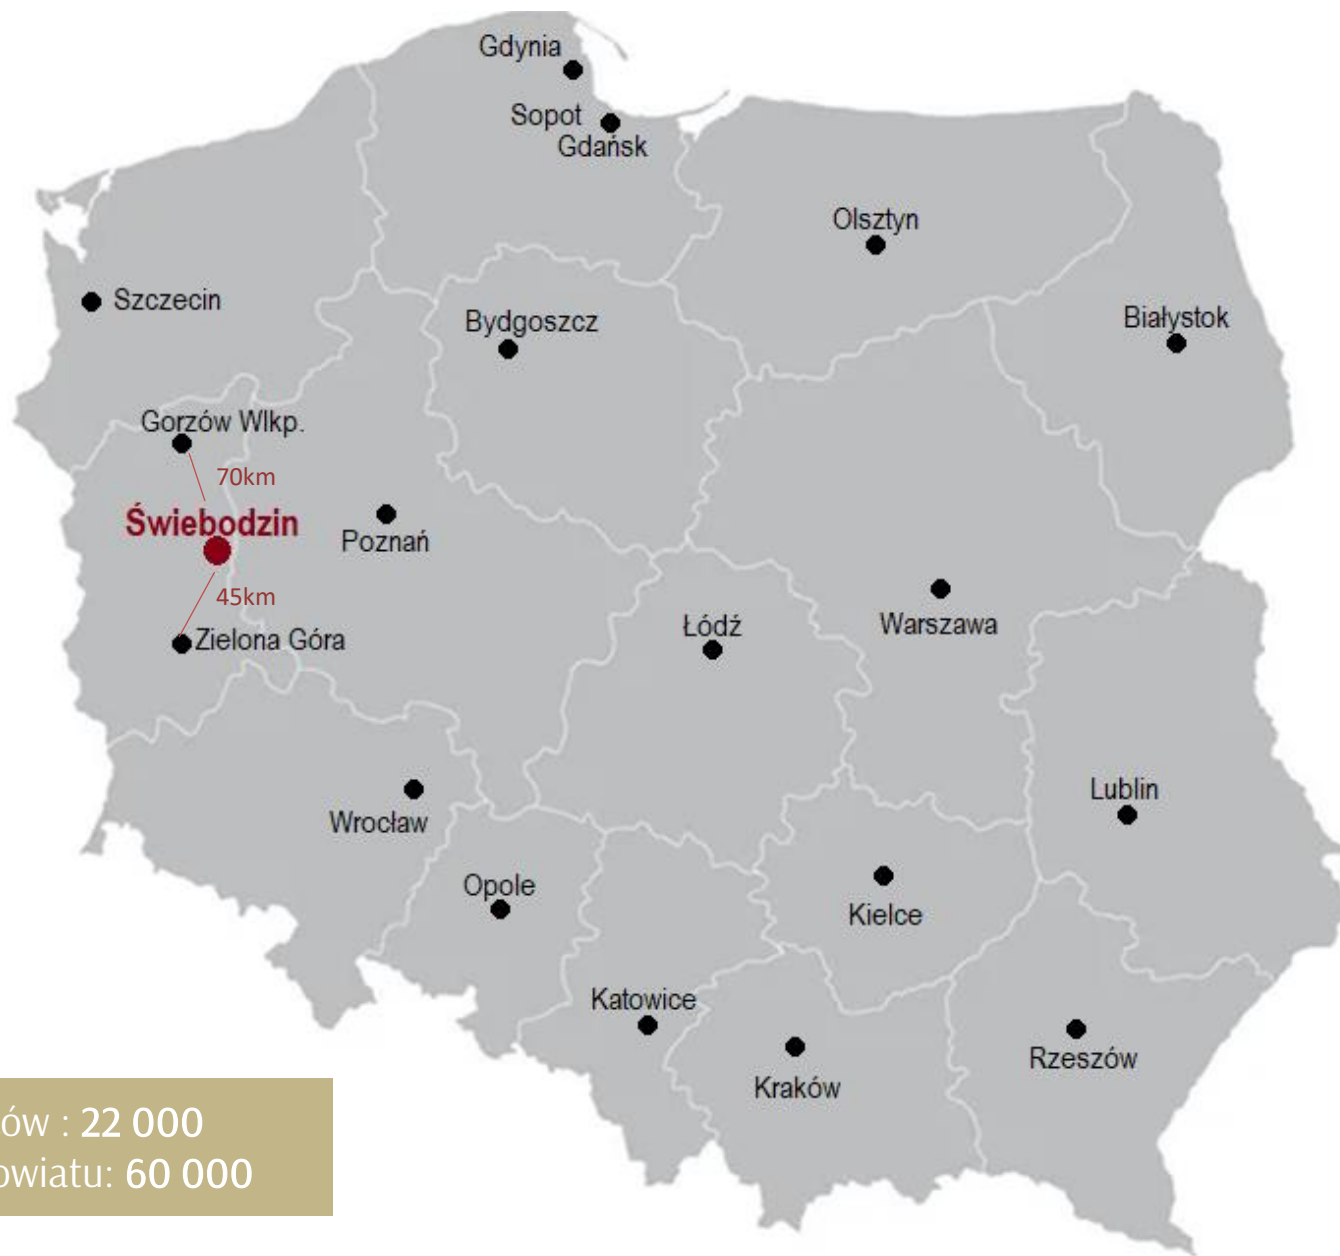 Gdynia
Sopot
Gdańsk
Olsztyn
Szczecin
Bydgoszcz
Białystok
Gorzów Wlkp.
70km
Świebodzin
Poznań
45km
Zielona Góra
Łódź
Warszawa
Wrocław
Lublin
Opole
Kielce
Katowice
Kraków
Rzeszów
ów : 22 000
owiatu: 60 000